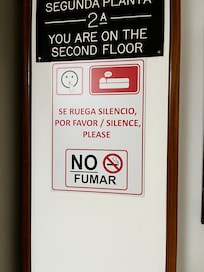 SEGUNDA PLANTA
2A
YOU ARE ON THE
SECOND FLOOR
SE RUEGA SILENCIO,
POR FAVOR / SILENCE,
PLEASE
NO
FUMAR